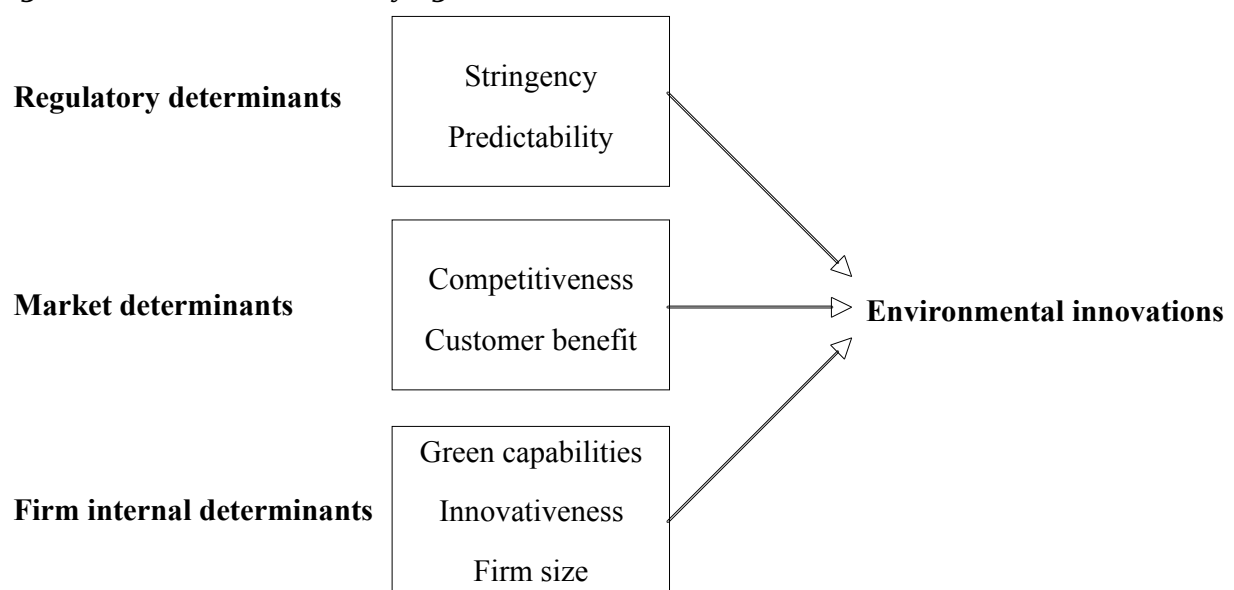 Stringency
Regulatory determinants
Predictability
Competitiveness
Market determinants
Environmental innovations
Customer benefit
Green capabilities
Firm internal determinants
Innovativeness
Firm size